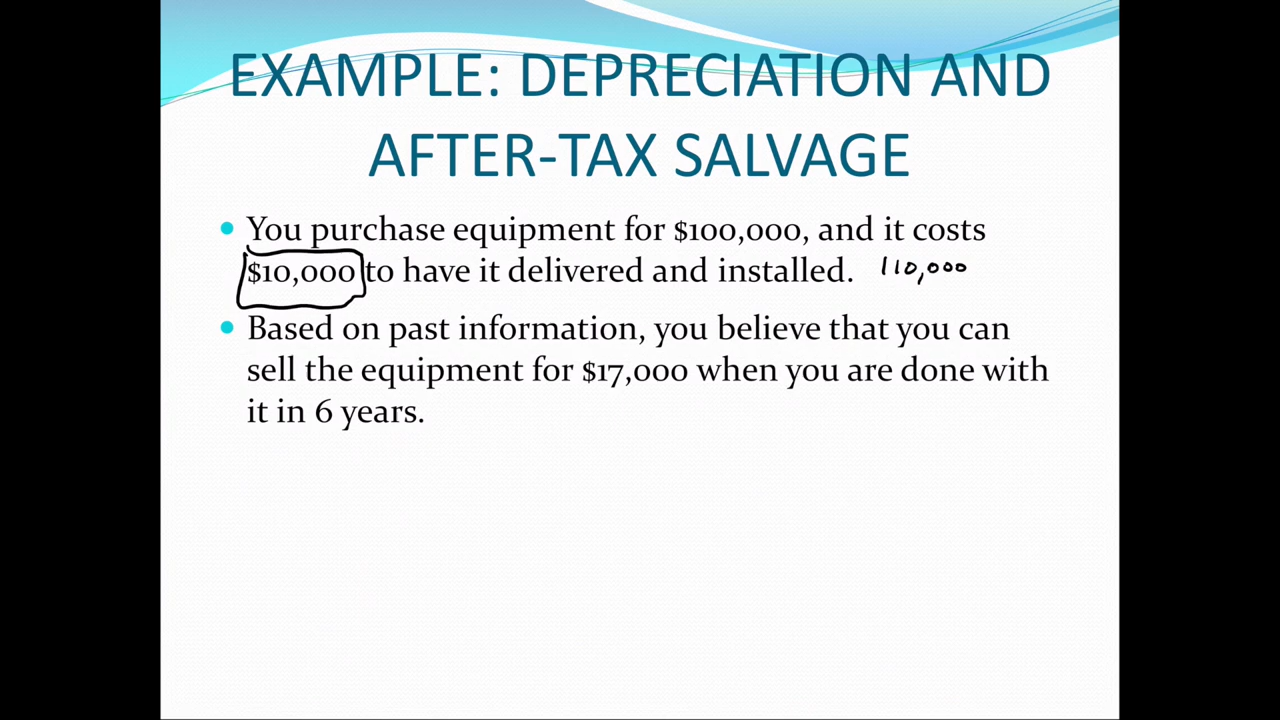 EXAMPLE: DEPRECIATION AND
AFTER-TAX SALVAGE
• You purchase equipment for $100,000, and it costs
$10,000 to have it delivered and installed. 110,000
• Based on past information, you believe that you can
sell the equipment for $17,000 when you are done with
it in 6 years.